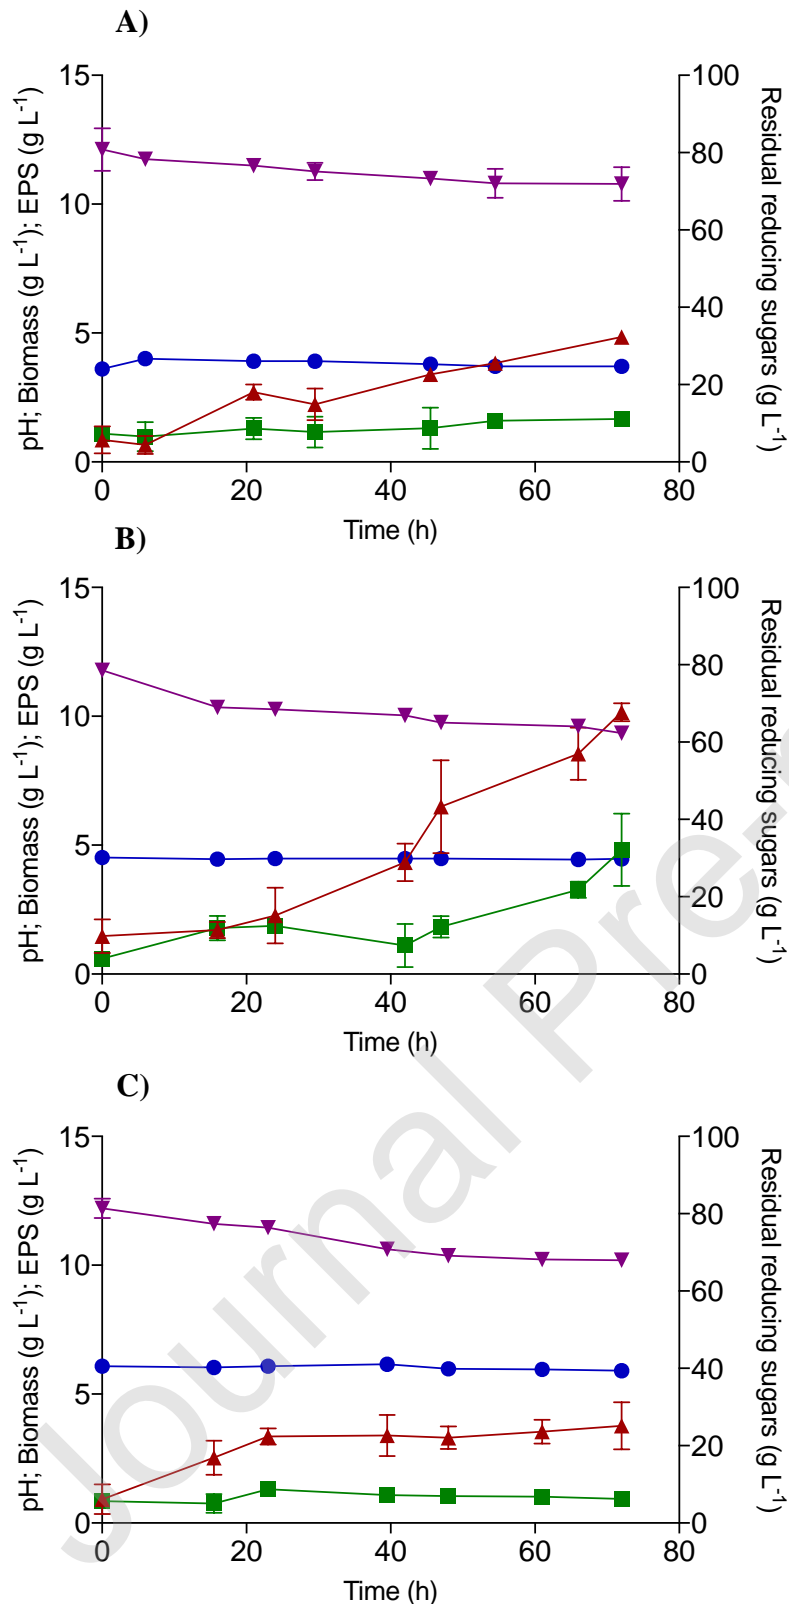 A)
15
10
5
0
pH; Biomass (g L-1); EPS (g L-1)
100
80
60
40
20
0
Residual reducing sugars (g L-1)
0 20 40 60 80
Time (h)
B)
15
10
5
0
pH; Biomass (g L-1); EPS (g L-1)
100
80
60
40
20
0
Residual reducing sugars (g L-1)
0 20 40 60 80
Time (h)
C)
15
10
5
0
pH; Biomass (g L-1); EPS (g L-1)
100
80
60
40
20
0
Residual reducing sugars (g L-1)
0 20 40 60 80
Time (h)
Journal Pre-